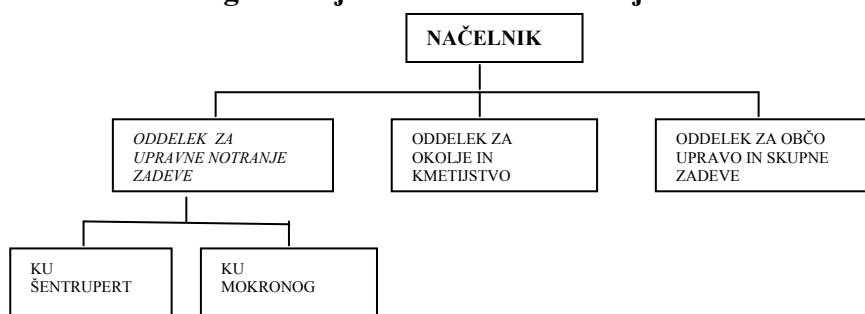 NAČELNIK
ODDELEK ZA
UPRAVNE NOTRANJE
ZADEVE
ODDELEK ZA
OKOLJE IN
KMETIJSTVO
ODDELEK ZA OBČO
UPRAVO IN SKUPNE
ZADEVE
KU
ŠENTRUPERT
KU
MOKRONOG